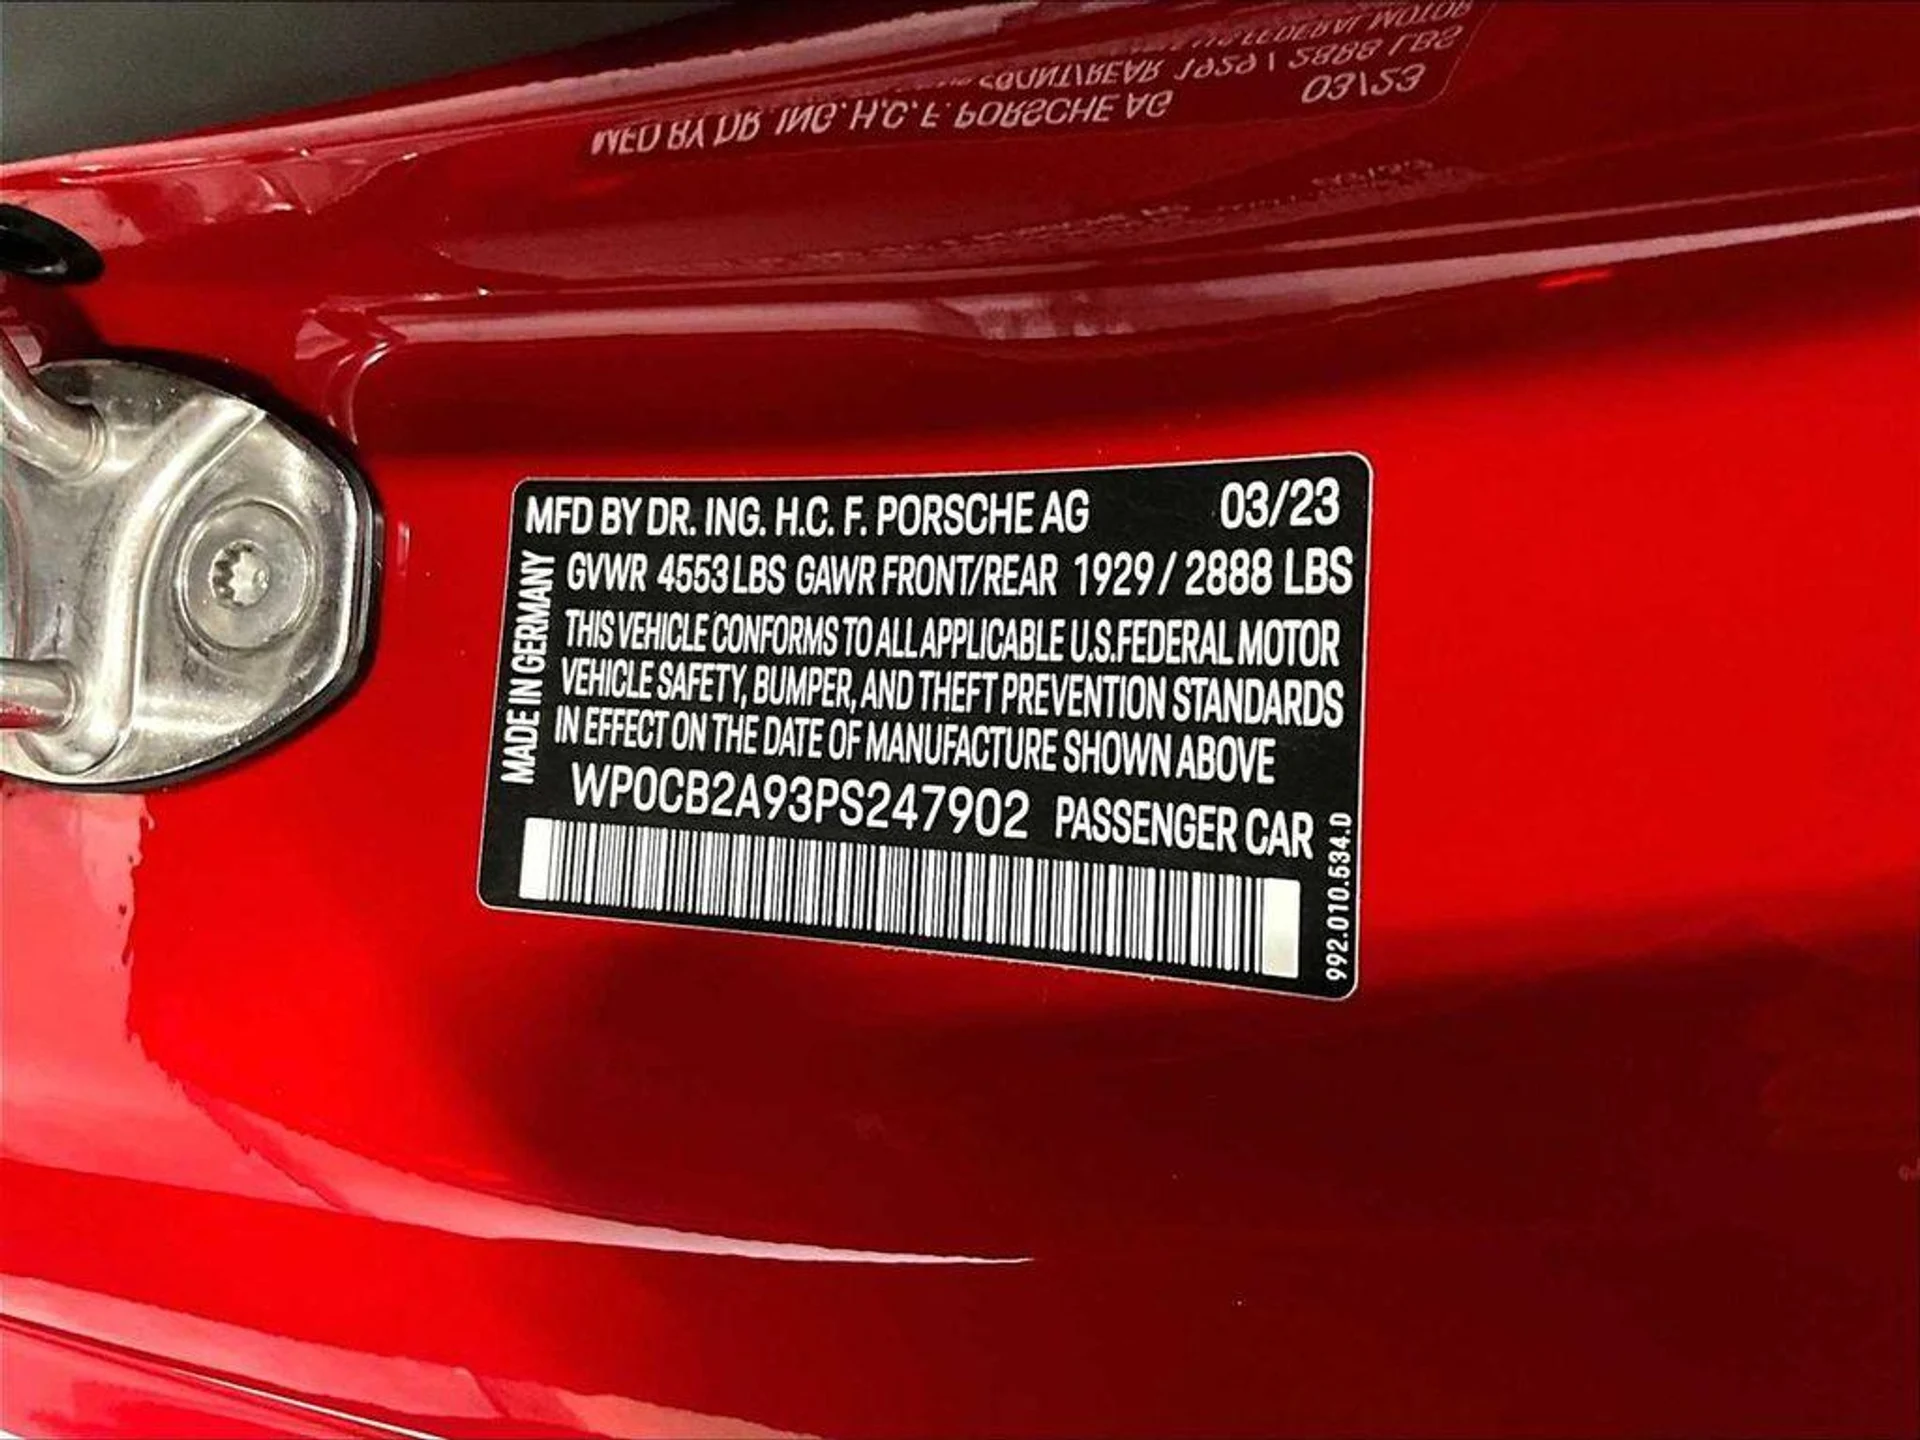 MFD BY DR. ING. H.C. F. PORSCHE AG 03/23
GVWR 4553 LBS GAWR FRONT/REAR 1929 / 2888 LBS
THIS VEHICLE CONFORMS TO ALL APPLICABLE U.S. FEDERAL MOTOR
VEHICLE SAFETY, BUMPER, AND THEFT PREVENTION STANDARDS
IN EFFECT ON THE DATE OF MANUFACTURE SHOWN ABOVE
WP0CB2A93PS247902 PASSENGER CAR
MADE IN GERMANY
992.010.534.D